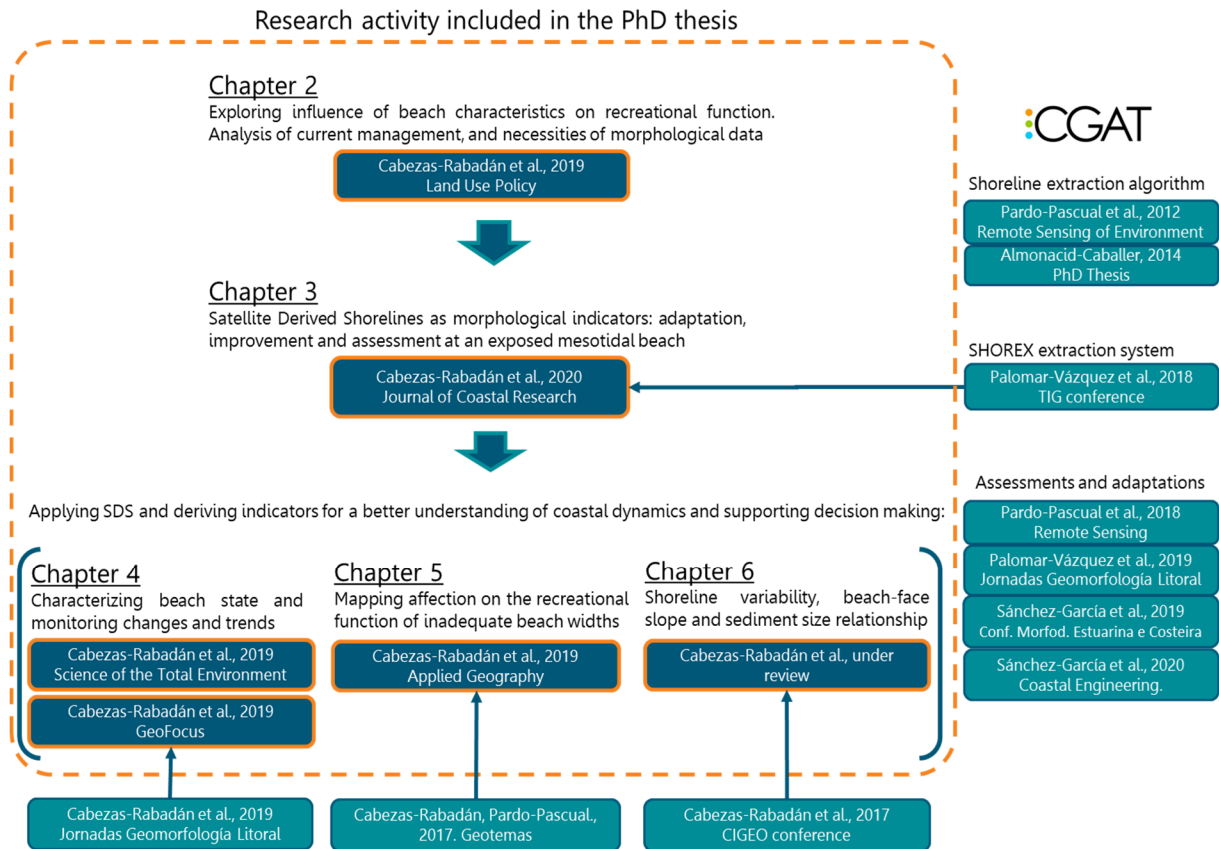 Research activity included in the PhD thesis
Chapter 2
Exploring influence of beach characteristics on recreational function.
Analysis of current management, and necessities of morphological data
Cabezas-Rabadán et al., 2019
Land Use Policy
Chapter 3
Satellite Derived Shorelines as morphological indicators: adaptation,
improvement and assessment at an exposed mesotidal beach
Cabezas-Rabadán et al., 2020
Journal of Coastal Research
Applying SDS and deriving indicators for a better understanding of coastal dynamics and supporting decision making:
Chapter 4
Characterizing beach state and
monitoring changes and trends
Cabezas-Rabadán et al., 2019
Science of the Total Environment
Cabezas-Rabadán et al., 2019
GeoFocus
Cabezas-Rabadán et al., 2019
Jornadas Geomorfología Litoral
Chapter 5
Mapping affection on the recreational
function of inadequate beach widths
Cabezas-Rabadán et al., 2019
Applied Geography
Cabezas-Rabadán, Pardo-Pascual.,
2017. Geotemas
Chapter 6
Shoreline variability, beach-face
slope and sediment size relationship
Cabezas-Rabadán et al., under
review
Cabezas-Rabadán et al., 2017
CIGEO conference
CGAT
Shoreline extraction algorithm
Pardo-Pascual et al., 2012
Remote Sensing of Environment
Almonacid-Caballer, 2014
PhD Thesis
SHOREX extraction system
Palomar-Vázquez et al., 2018
TIG conference
Assessments and adaptations
Pardo-Pascual et al., 2018
Remote Sensing
Palomar-Vázquez et al., 2019
Jornadas Geomorfología Litoral
Sánchez-García et al., 2019
Conf. Morfod. Estuarina e Costeira
Sánchez-García et al., 2020
Coastal Engineering.